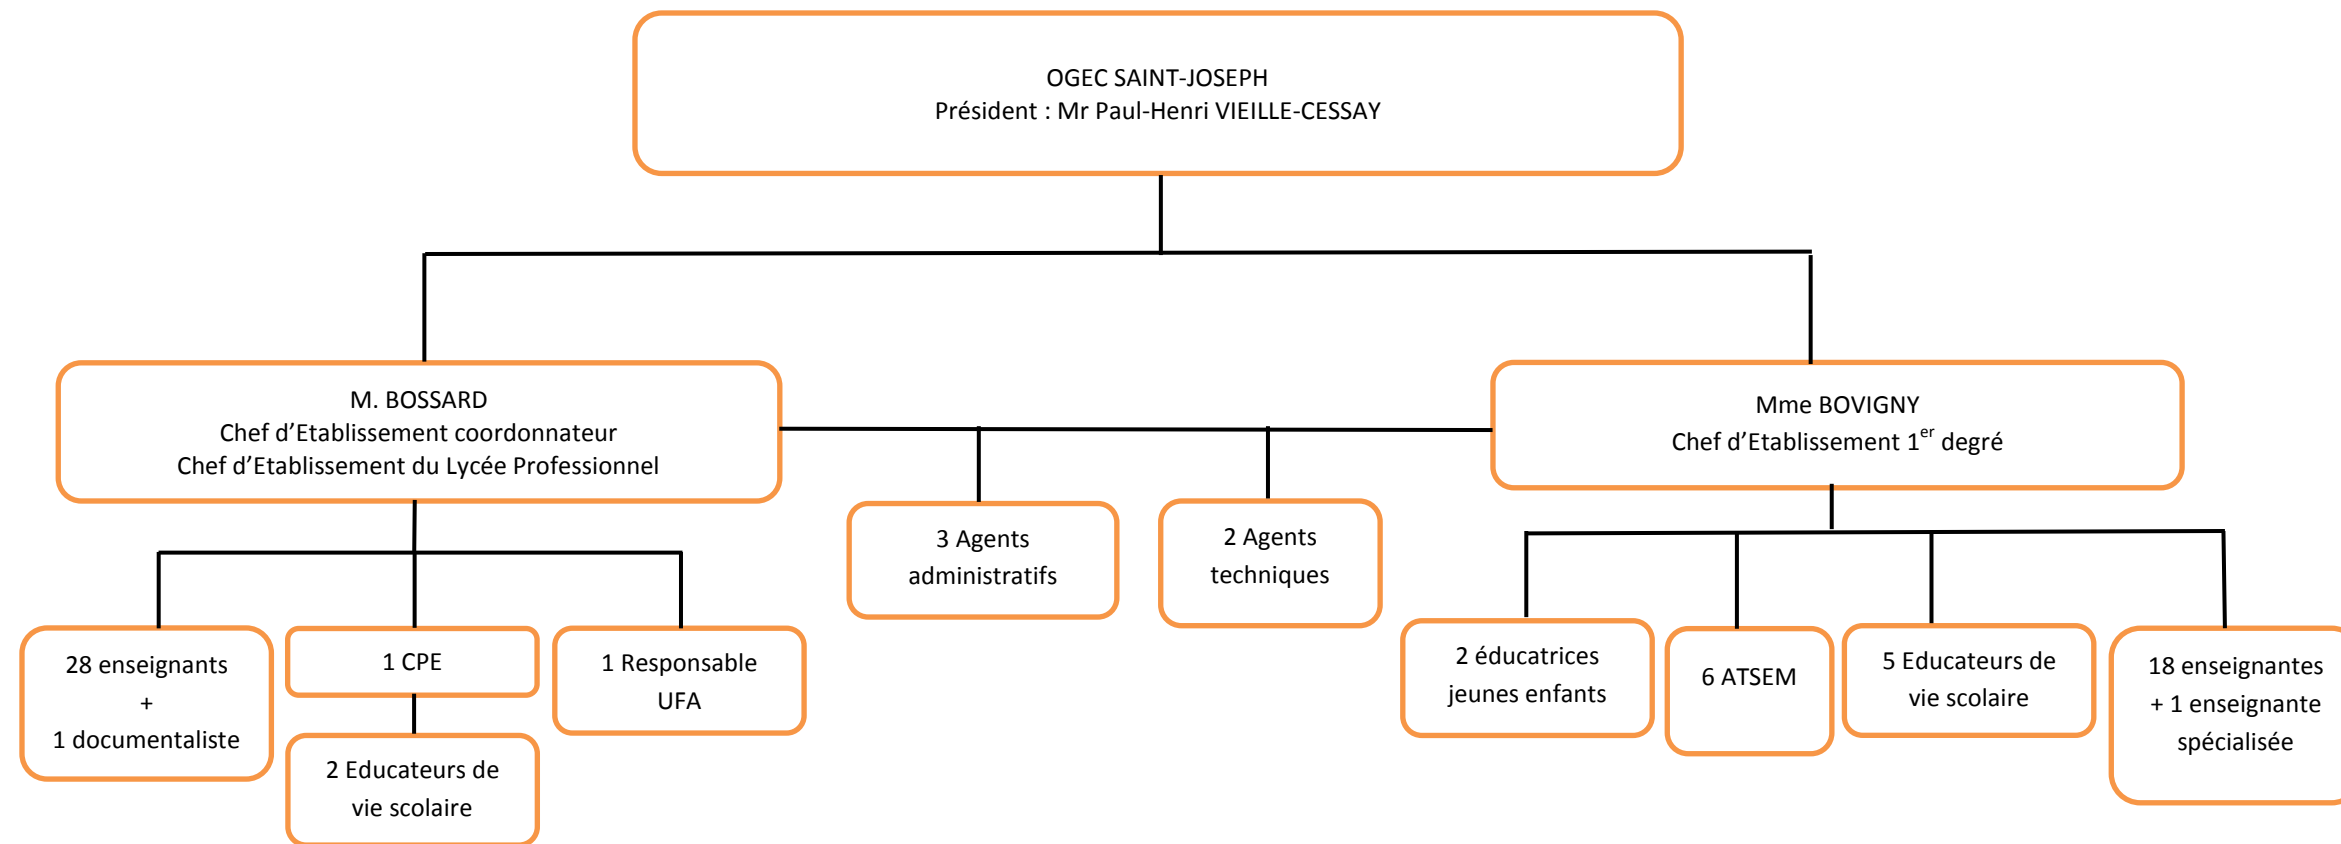 OGEC SAINT-JOSEPH
Président : Mr Paul-Henri VIEILLE-CESSAY
M. BOSSARD
Chef d’Etablissement coordonnateur
Chef d’Etablissement du Lycée Professionnel
Mme BOVIGNY
Chef d’Etablissement 1er degré
3 Agents
administratifs
2 Agents
techniques
28 enseignants
+
1 documentaliste
1 CPE
2 Educateurs de
vie scolaire
1 Responsable
UFA
2 éducatrices
jeunes enfants
6 ATSEM
5 Educateurs de
vie scolaire
18 enseignantes
+ 1 enseignante
spécialisée